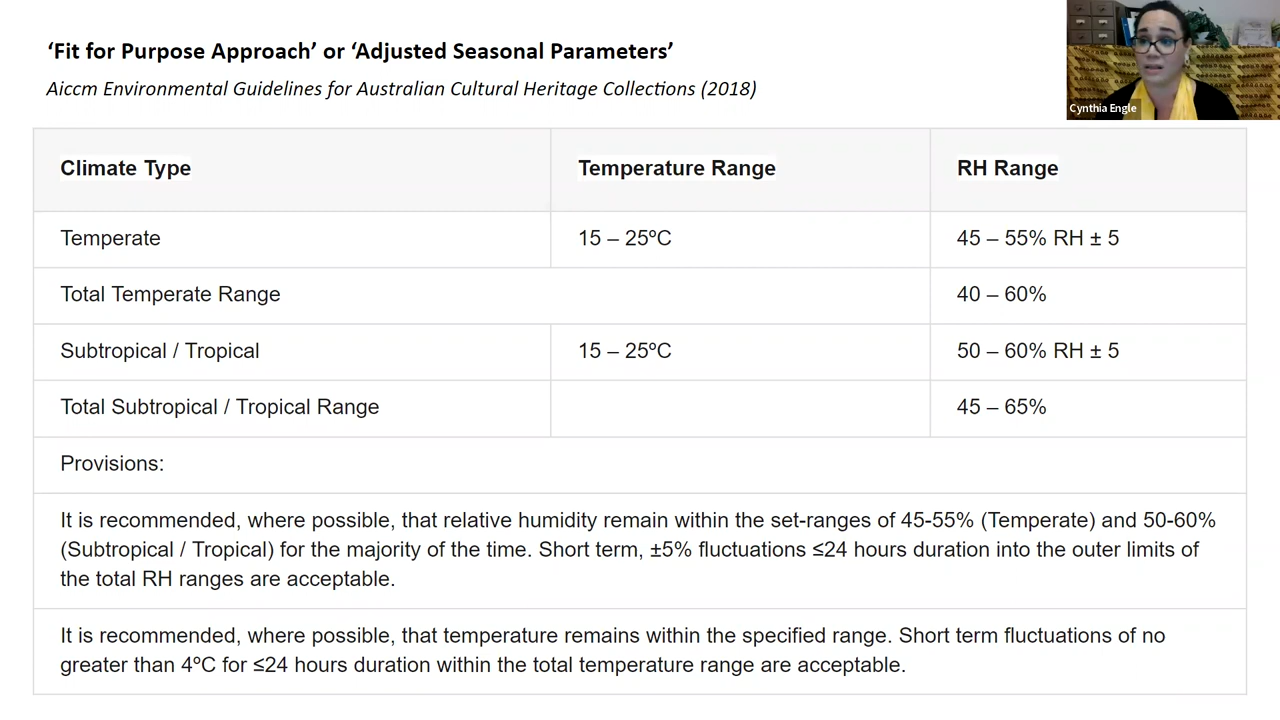 ‘Fit for Purpose Approach’ or ‘Adjusted Seasonal Parameters’
Aiccm Environmental Guidelines for Australian Cultural Heritage Collections (2018)
Cynthia Engle
Climate Type Temperature Range RH Range
Temperate 15 – 25ºC 45 – 55% RH ± 5
Total Temperate Range 40 – 60%
Subtropical / Tropical 15 – 25ºC 50 – 60% RH ± 5
Total Subtropical / Tropical Range 45 – 65%
Provisions:
It is recommended, where possible, that relative humidity remain within the set-ranges of 45-55% (Temperate) and 50-60%
(Subtropical / Tropical) for the majority of the time. Short term, ±5% fluctuations ≤24 hours duration into the outer limits of
the total RH ranges are acceptable.
It is recommended, where possible, that temperature remains within the specified range. Short term fluctuations of no
greater than 4ºC for ≤24 hours duration within the total temperature range are acceptable.